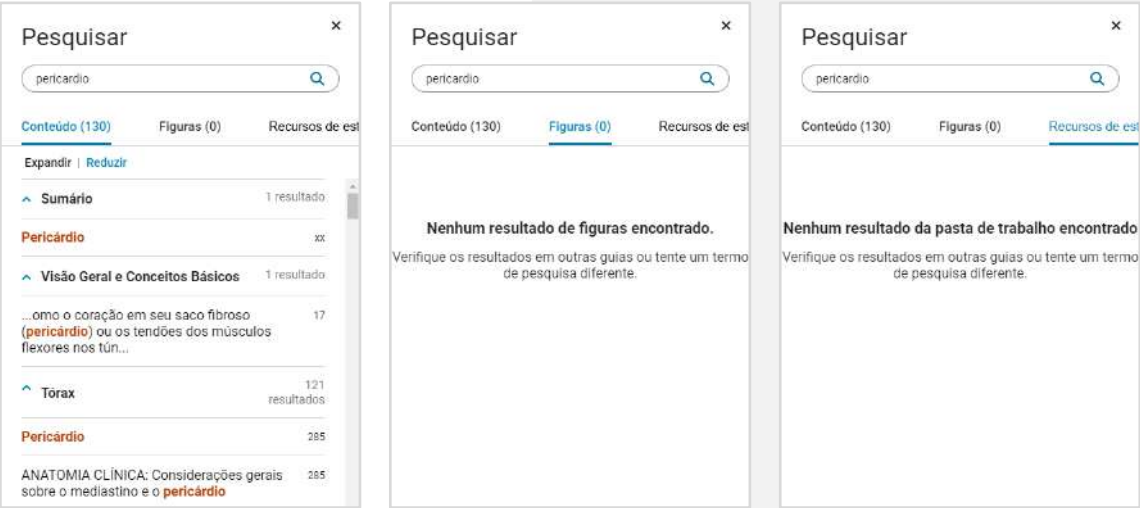 Pesquisar
×
pericardio
Conteúdo (130) Figuras (0) Recursos de est
Expandir | Reduzir
Sumário 1 resultado
Pericárdio xx
Visão Geral e Conceitos Básicos 1 resultado
...omo o coração em seu saco fibroso 17
(pericárdio) ou os tendões dos músculos
flexores nos tún...
Tórax 121
resultados
Pericárdio 285
ANATOMIA CLÍNICA: Considerações gerais 285
sobre o mediastino e o pericárdio
Pesquisar
×
pericardio
Conteúdo (130) Figuras (0) Recursos de est
Nenhum resultado de figuras encontrado.
Verifique os resultados em outras guias ou tente um termo
de pesquisa diferente.
Pesquisar
×
pericardio
Conteúdo (130) Figuras (0) Recursos de est
Nenhum resultado da pasta de trabalho encontrado
Verifique os resultados em outras guias ou tente um termo
de pesquisa diferente.